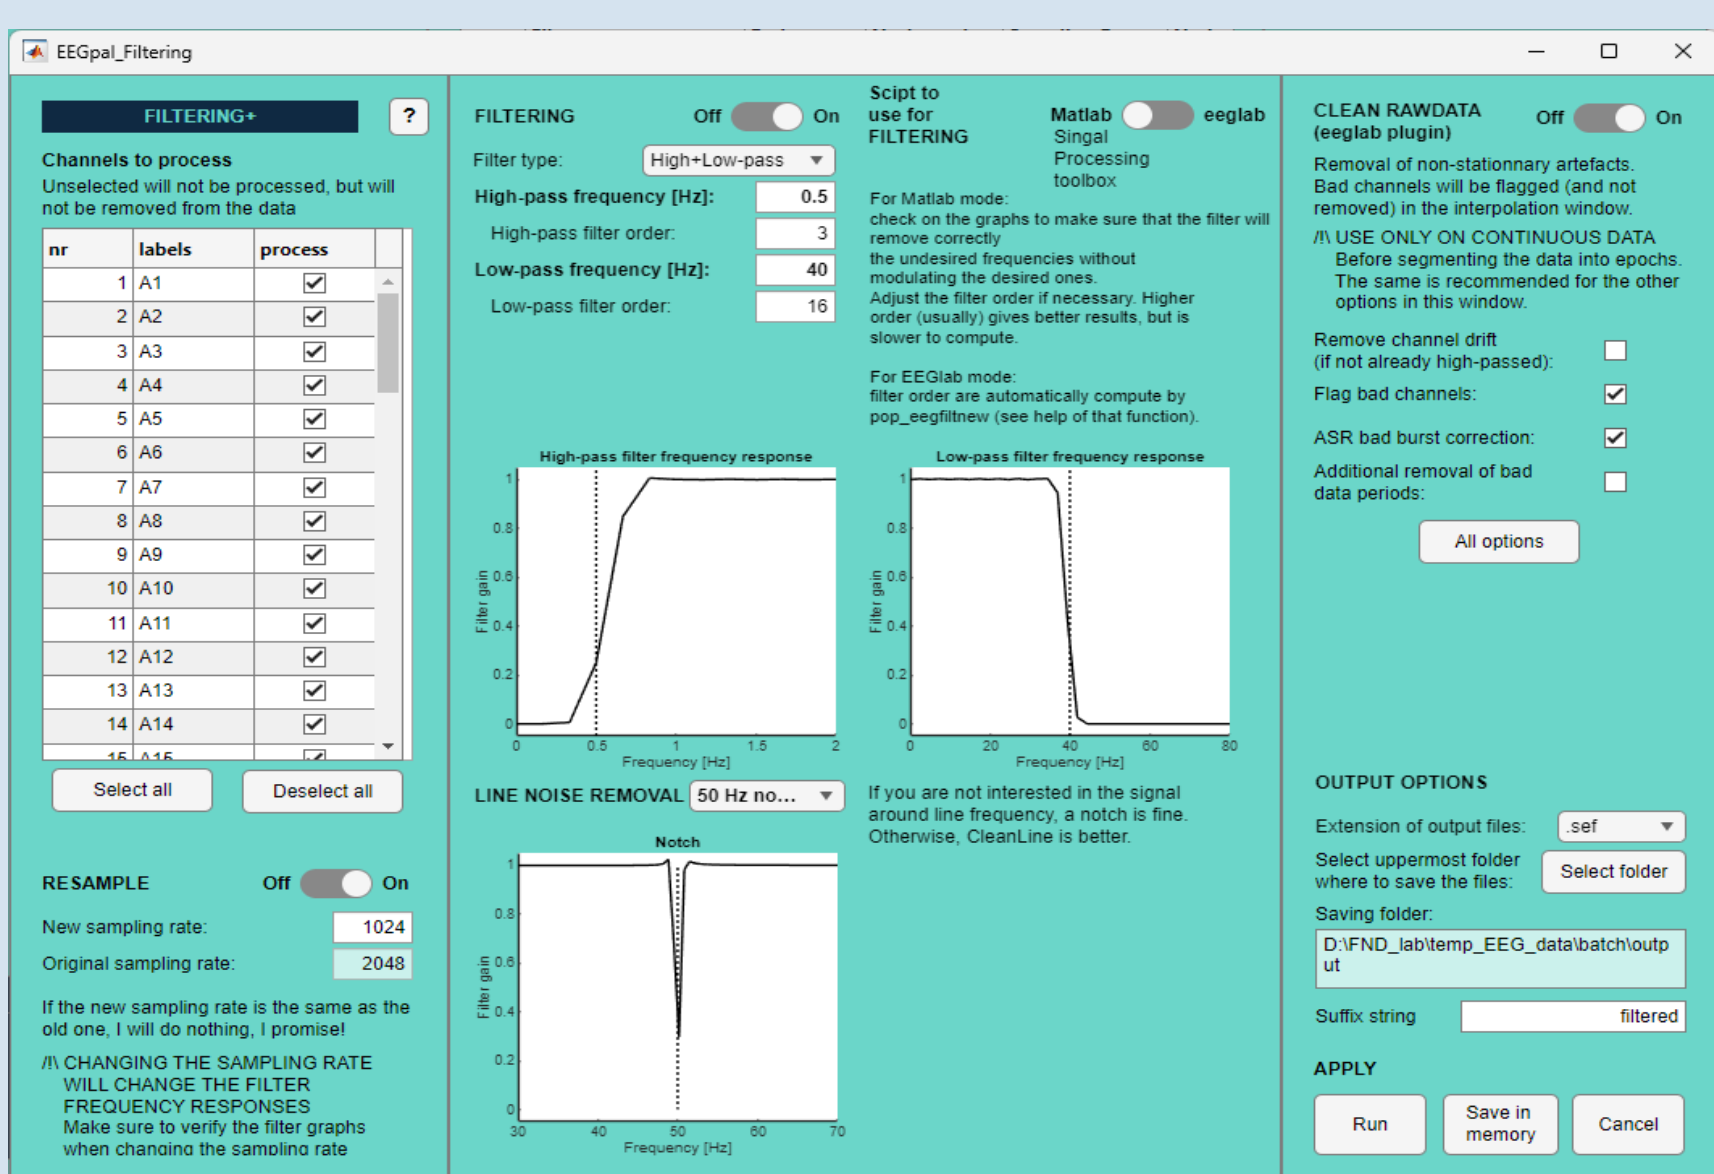 EEGpal_Filtering
FILTERING+
?
Channels to process
Unselected will not be processed, but will
not be removed from the data
nr labels process
1 A1
2 A2
3 A3
4 A4
5 A5
6 A6
7 A7
8 A8
9 A9
10 A10
11 A11
12 A12
13 A13
14 A14
15 A15
Select all Deselect all
RESAMPLE Off On
New sampling rate: 1024
Original sampling rate: 2048
If the new sampling rate is the same as the
old one, I will do nothing, I promise!
/!\ CHANGING THE SAMPLING RATE
WILL CHANGE THE FILTER
FREQUENCY RESPONSES
Make sure to verify the filter graphs
when changing the sampling rate
FILTERING Off On
Filter type: High+Low-pass
High-pass frequency [Hz]: 0.5
High-pass filter order: 3
Low-pass frequency [Hz]: 40
Low-pass filter order: 16
Scipt to
use for
FILTERING
Matlab eeglab
Singal
Processing
toolbox
For Matlab mode:
check on the graphs to make sure that the filter will
remove correctly
the undesired frequencies without
modulating the desired ones.
Adjust the filter order if necessary. Higher
order (usually) gives better results, but is
slower to compute.
For EEGlab mode:
filter order are automatically compute by
pop_eegfiltnew (see help of that function).
High-pass filter frequency response
Filter gain
1
0.8
0.6
0.4
0.2
0
0 0.5 1 1.5 2
Frequency [Hz]
Low-pass filter frequency response
Filter gain
1
0.8
0.6
0.4
0.2
0
0 20 40 60 80
Frequency [Hz]
LINE NOISE REMOVAL 50 Hz no...
If you are not interested in the signal
around line frequency, a notch is fine.
Otherwise, CleanLine is better.
Notch
Filter gain
1
0.8
0.6
0.4
0.2
0
30 40 50 60 70
Frequency [Hz]
CLEAN RAWDATA
(eeglab plugin)
Off On
Removal of non-stationnary artefacts.
Bad channels will be flagged (and not
removed) in the interpolation window.
/!\ USE ONLY ON CONTINUOUS DATA
Before segmenting the data into epochs.
The same is recommended for the other
options in this window.
Remove channel drift
(if not already high-passed):
Flag bad channels:
ASR bad burst correction:
Additional removal of bad
data periods:
All options
OUTPUT OPTIONS
Extension of output files: .sef
Select uppermost folder
where to save the files:
Select folder
Saving folder:
D:\FND_lab\temp_EEG_data\batch\outp
ut
Suffix string filtered
APPLY
Run
Save in
memory
Cancel